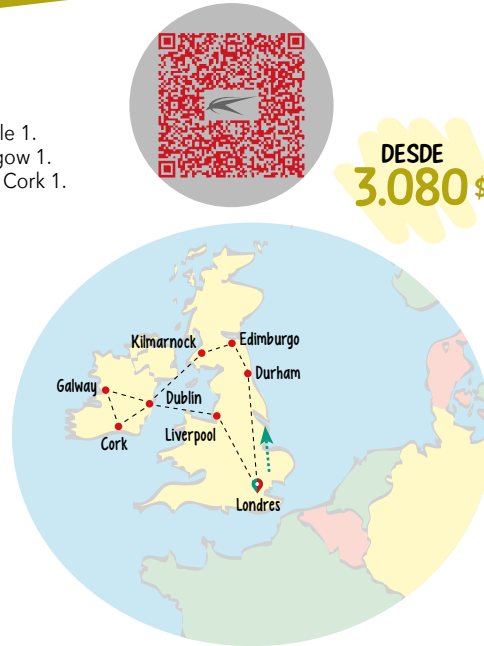 le 1.
gow 1.
Cork 1.
DESDE
3.080 $
Kilmarnock
Edimburgo
Durham
Galway
Dublin
Cork
Liverpool
Londres